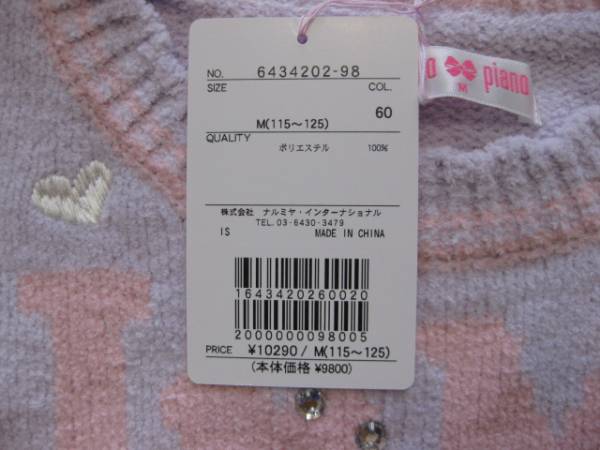 NO. 6434202-98
SIZE COL.
M(115〜125) 60
QUALITY
ポリエステル 100%
株式会社 ナルミヤ・インターナショナル
TEL.03-6430-3479
IS MADE IN CHINA
1643420260020
2000000098005
PRICE ¥10290/M(115〜125)
(本体価格 ¥9800)
o piano
M